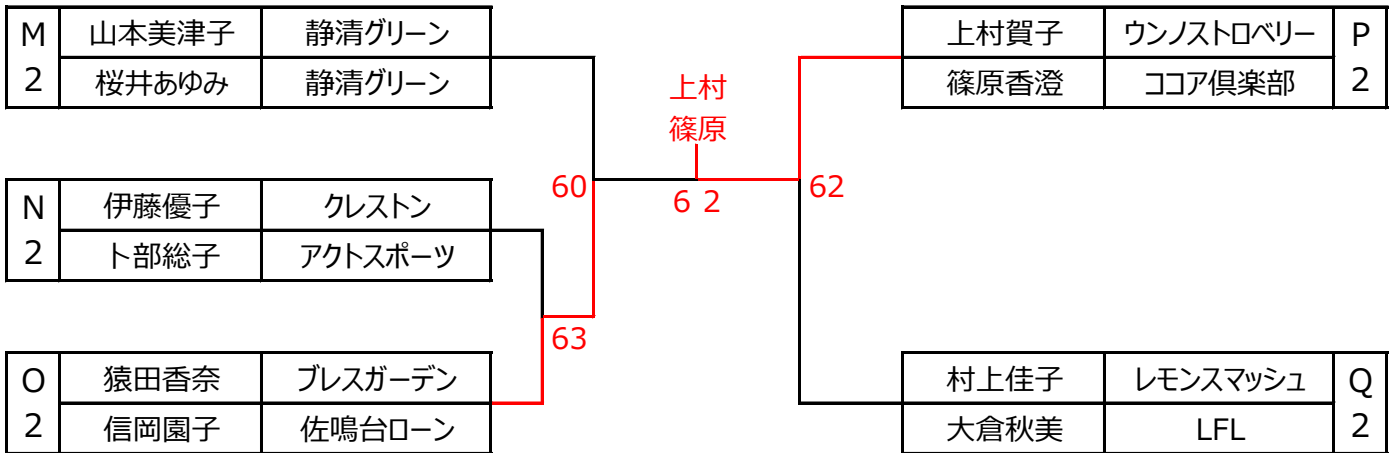 M 山本美津子 静清グリーン
2 桜井あゆみ 静清グリーン
上村賀子 ウンノストロベリー P
篠原香澄 ココア倶楽部 2
上村
篠原
60
６２
62
N 伊藤優子 クレストン
2 卜部総子 アクトスポーツ
63
O 猿田香奈 ブレスガーデン
2 信岡園子 佐鳴台ローン
村上佳子 レモンスマッシュ Q
大倉秋美 LFL 2